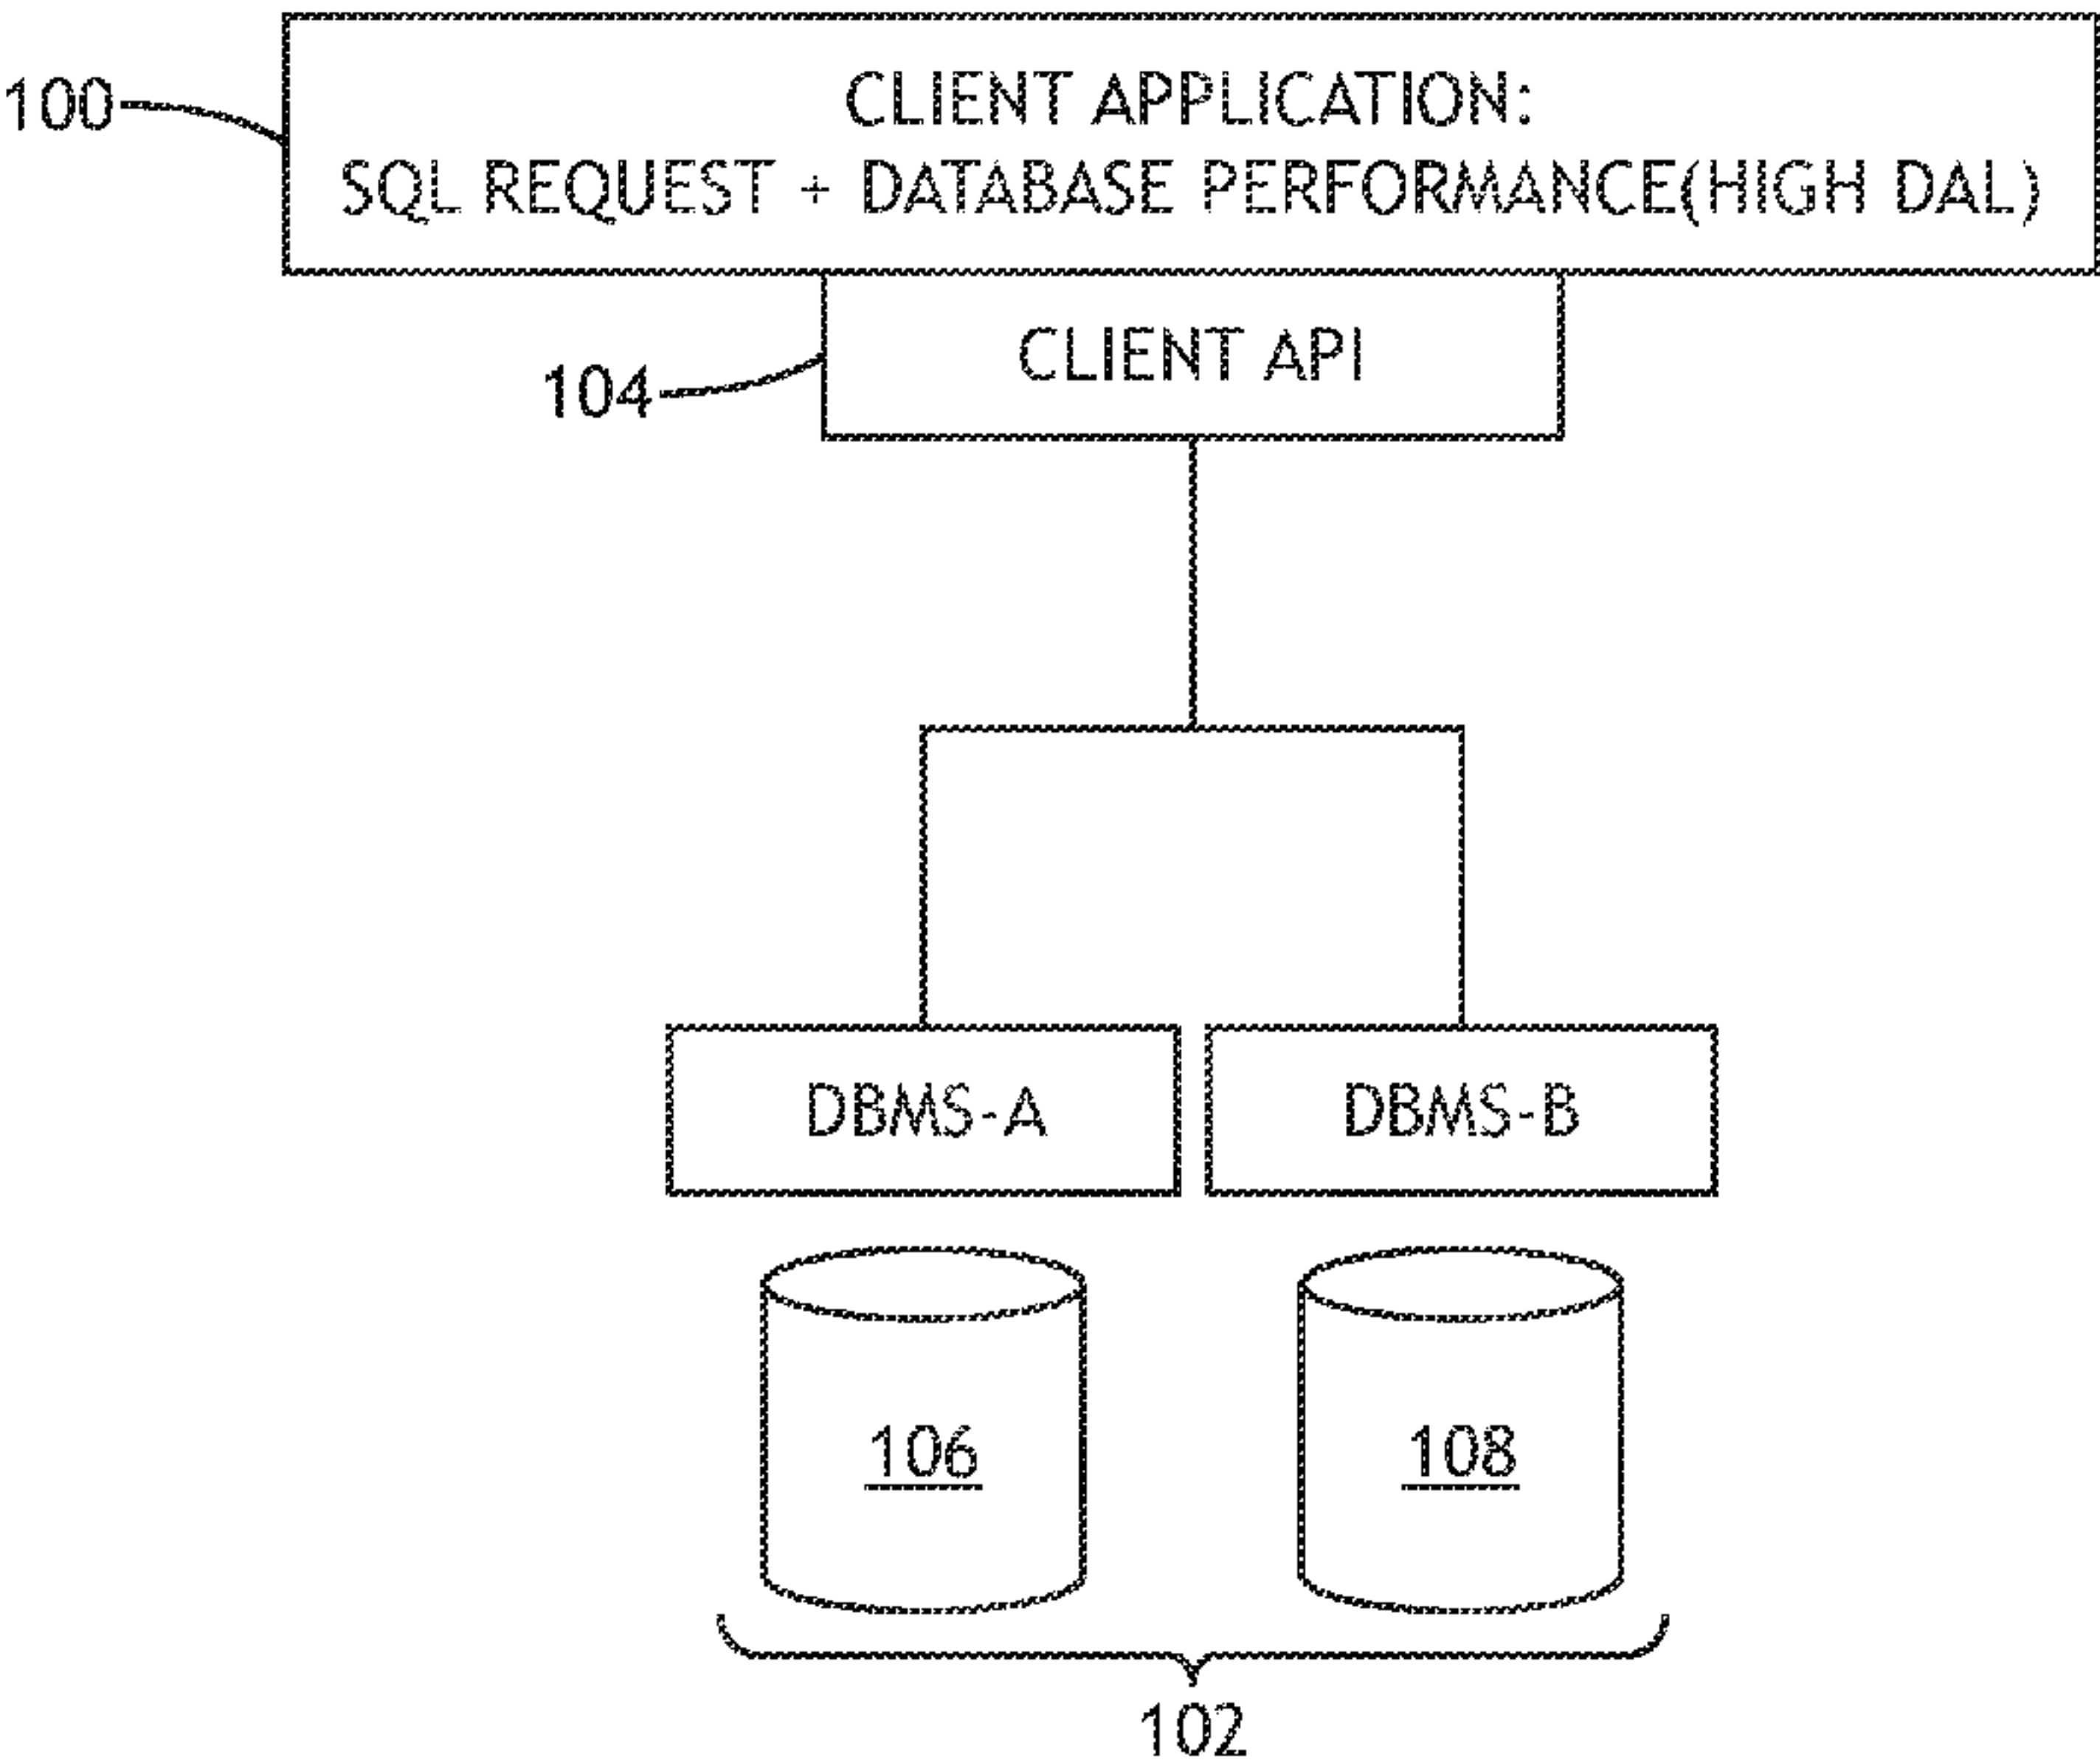 100
CLIENT APPLICATION:
SQL REQUEST + DATABASE PERFORMANCE(HIGH DAL)
CLIENT API
104
DBMS-A
DBMS-B
106
108
102